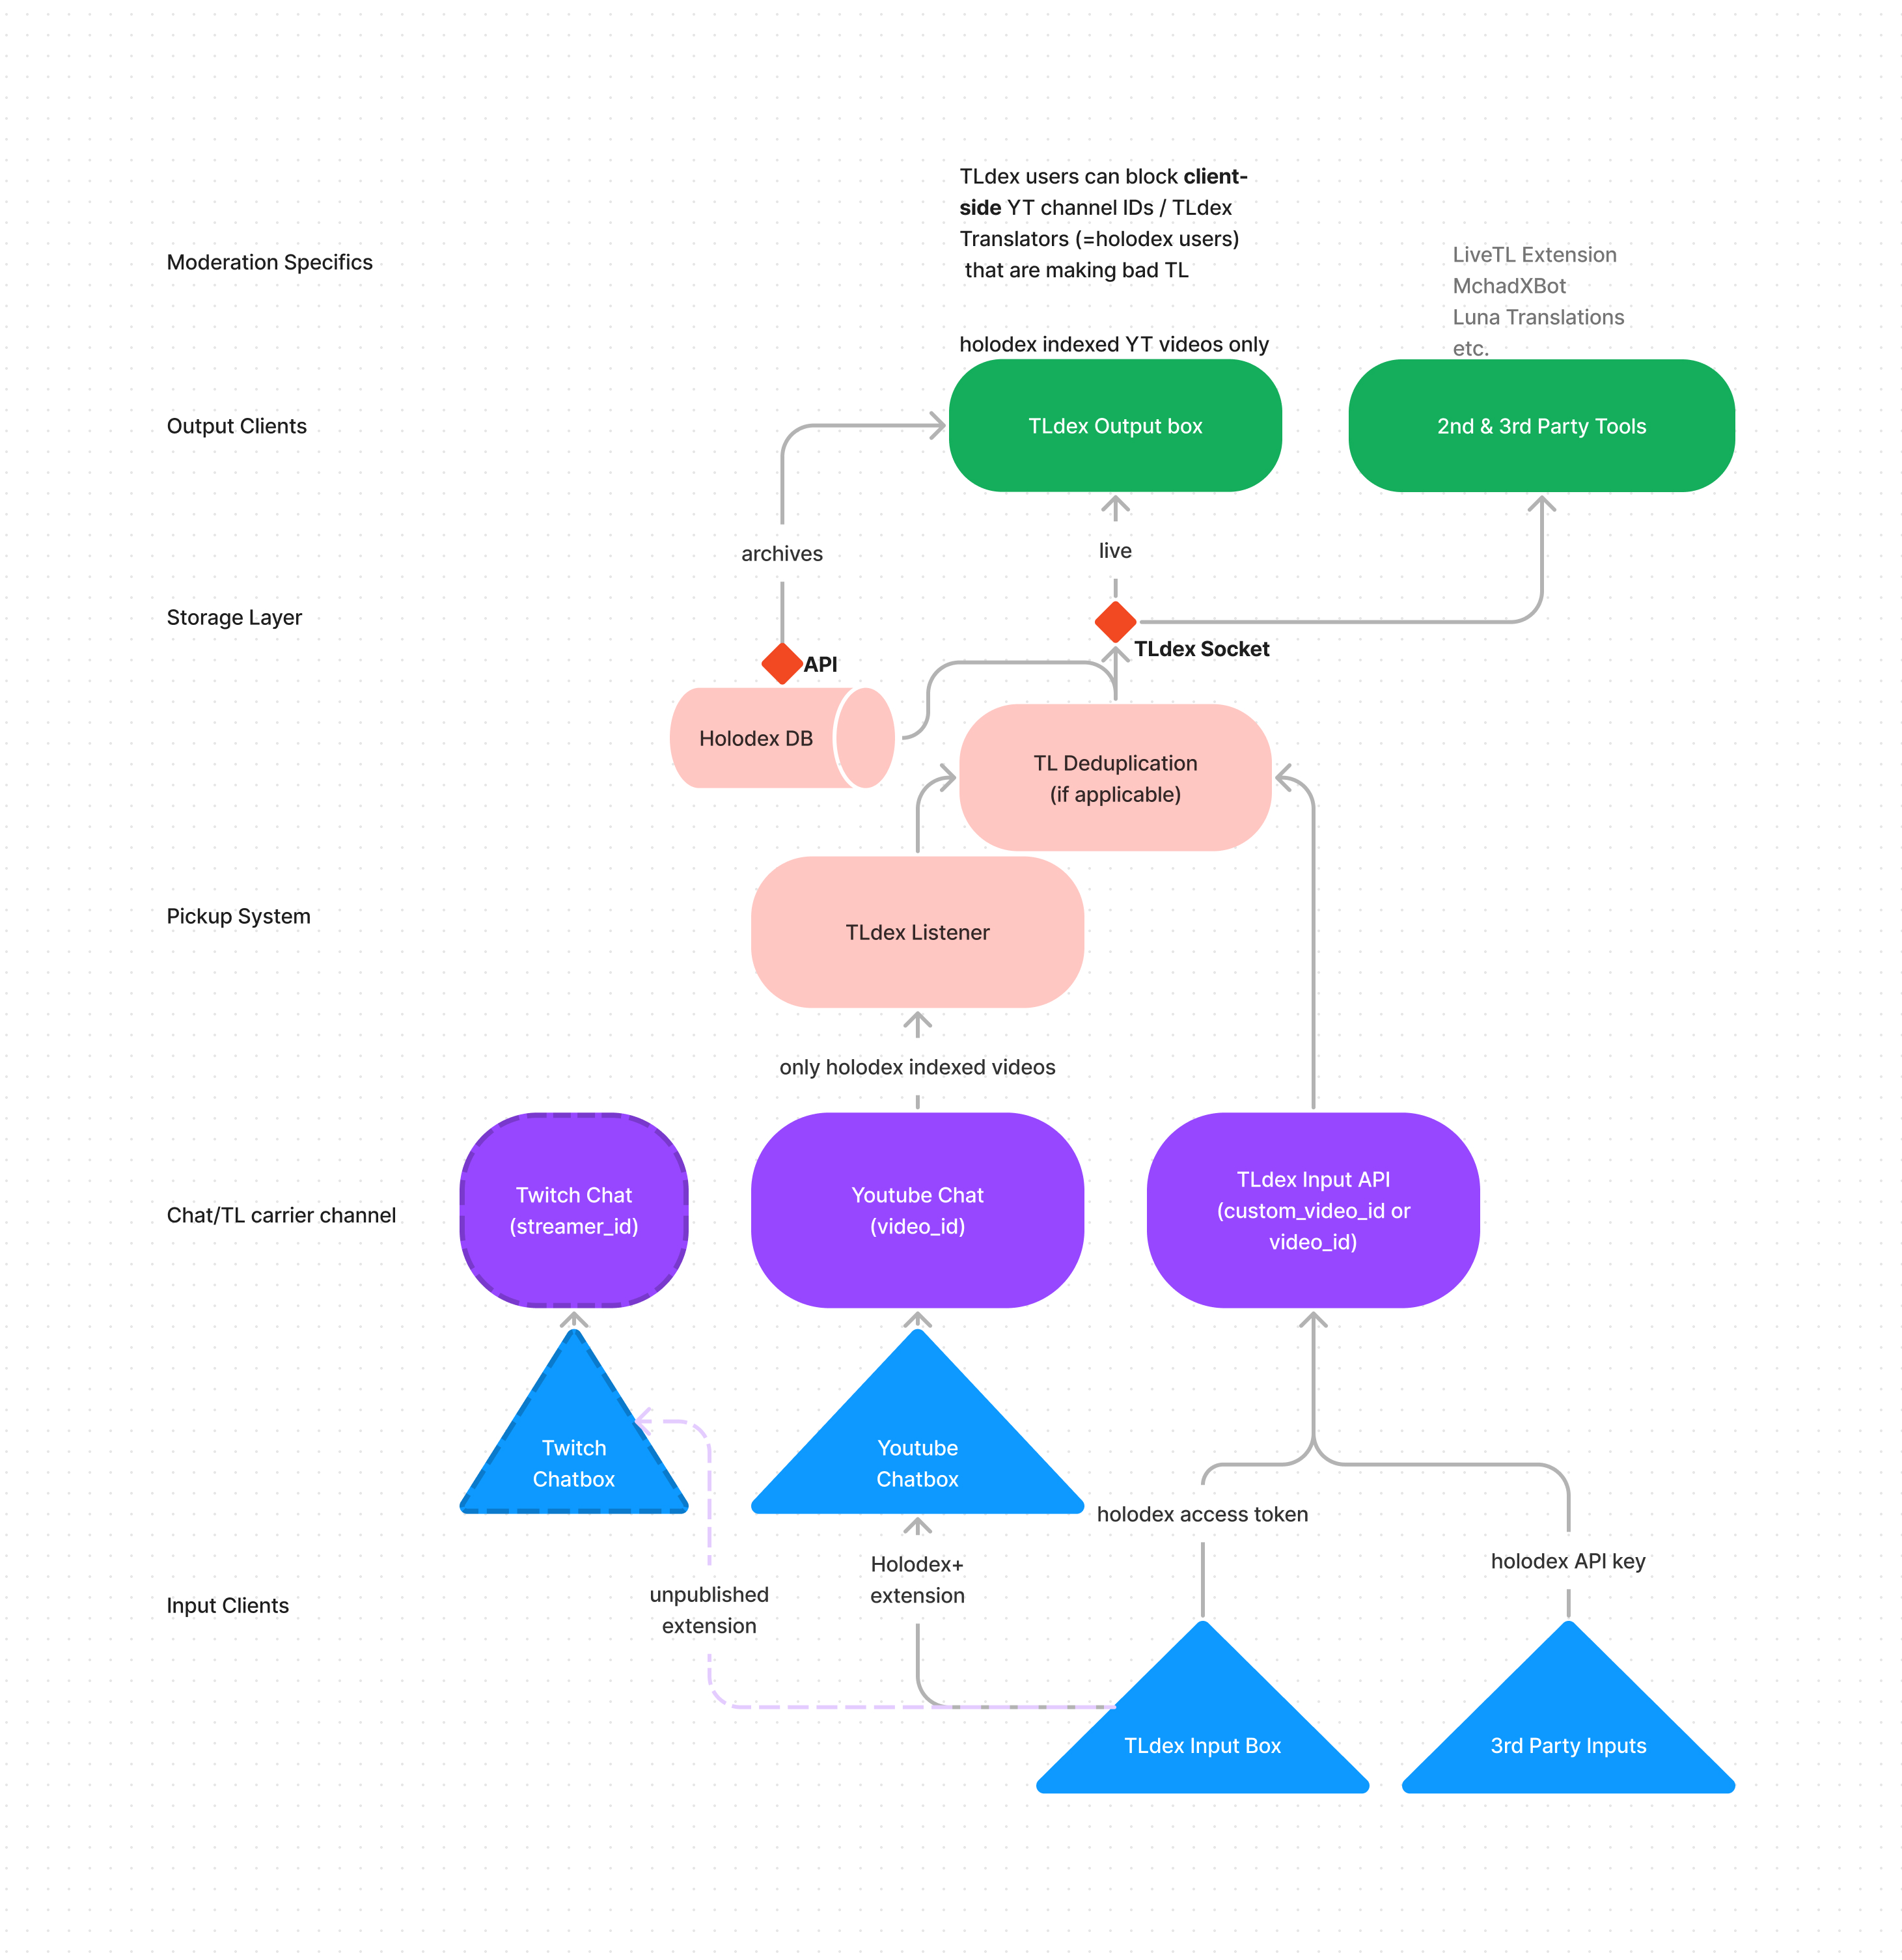 TLdex users can block client-
side YT channel IDs / TLdex
Translators (=holodex users)
that are making bad TL
Moderation Specifics
LiveTL Extension
MchadXBot
Luna Translations
etc.
holodex indexed YT videos only
Output Clients
TLdex Output box
2nd & 3rd Party Tools
archives
live
Storage Layer
TLdex Socket
API
Holodex DB
TL Deduplication
(if applicable)
Pickup System
TLdex Listener
only holodex indexed videos
Chat/TL carrier channel
Twitch Chat
(streamer_id)
Youtube Chat
(video_id)
TLdex Input API
(custom_video_id or
video_id)
Twitch
Chatbox
Youtube
Chatbox
holodex access token
holodex API key
Holodex+
extension
unpublished
extension
Input Clients
TLdex Input Box
3rd Party Inputs